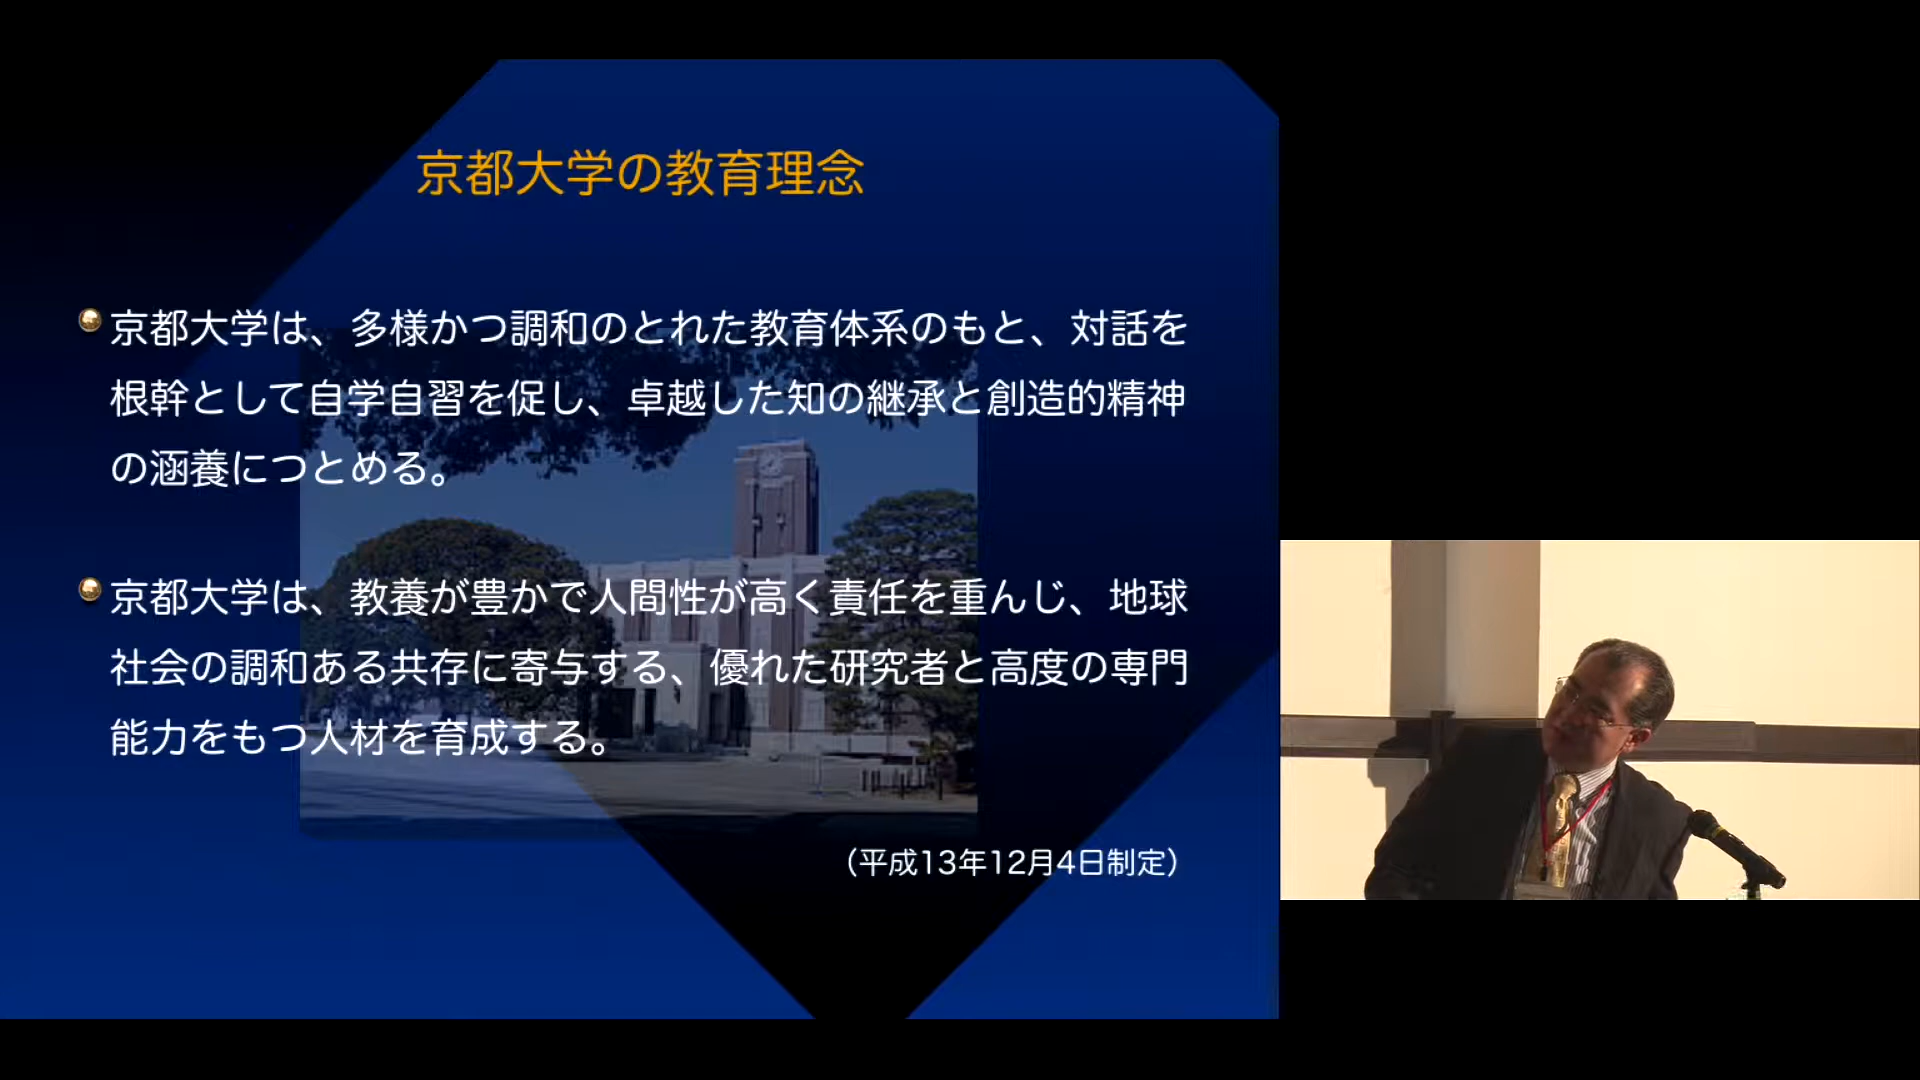 京都大学の教育理念
京都大学は、多様かつ調和のとれた教育体系のもと、対話を
根幹として自学自習を促し、卓越した知の継承と創造的精神
の涵養につとめる。
京都大学は、教養が豊かで人間性が高く責任を重んじ、地球
社会の調和ある共存に寄与する、優れた研究者と高度の専門
能力をもつ人材を育成する。
（平成13年12月4日制定）